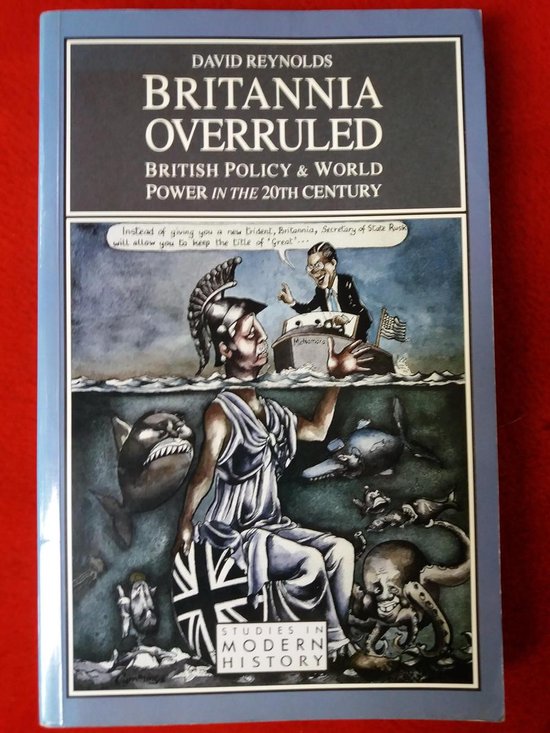 DAVID REYNOLDS
BRITANNIA
OVERRULED
BRITISH POLICY & WORLD
POWER IN THE 20TH CENTURY
Instead of giving you a new trident, Britannia, Secretary of State Rusk
will allow you to keep the title of 'Great'...
McNamara
STUDIES IN
MODERN
HISTORY